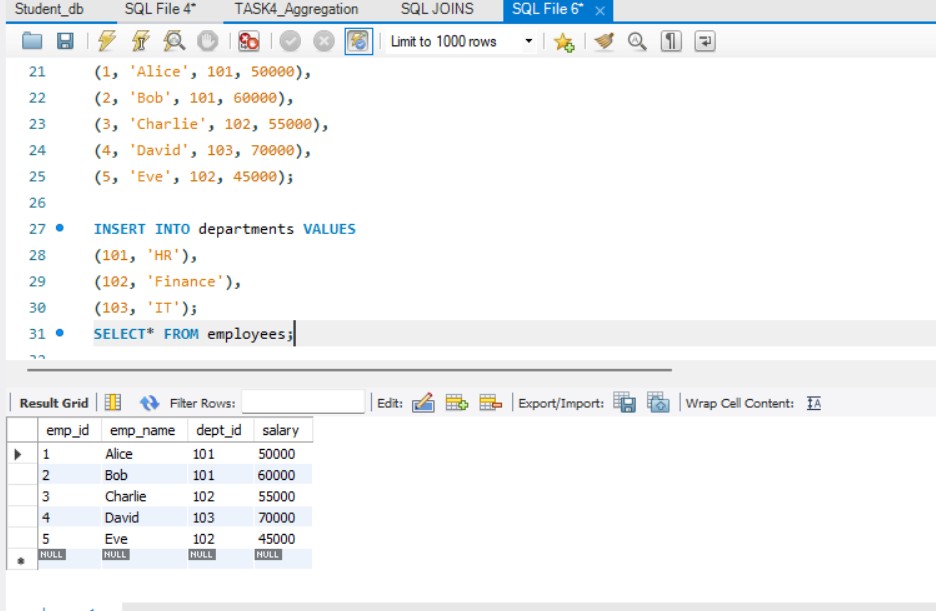 Student_db SQL File 4* TASK4_Aggregation SQL JOINS SQL File 6*
Limit to 1000 rows
21 (1, 'Alice', 101, 50000),
22 (2, 'Bob', 101, 60000),
23 (3, 'Charlie', 102, 55000),
24 (4, 'David', 103, 70000),
25 (5, 'Eve', 102, 45000);
26
27 INSERT INTO departments VALUES
28 (101, 'HR'),
29 (102, 'Finance'),
30 (103, 'IT');
31 SELECT* FROM employees;
Result Grid Filter Rows: Edit: Export/Import: Wrap Cell Content: IA
emp_id emp_name dept_id salary
1 Alice 101 50000
2 Bob 101 60000
3 Charlie 102 55000
4 David 103 70000
5 Eve 102 45000
NULL NULL NULL NULL